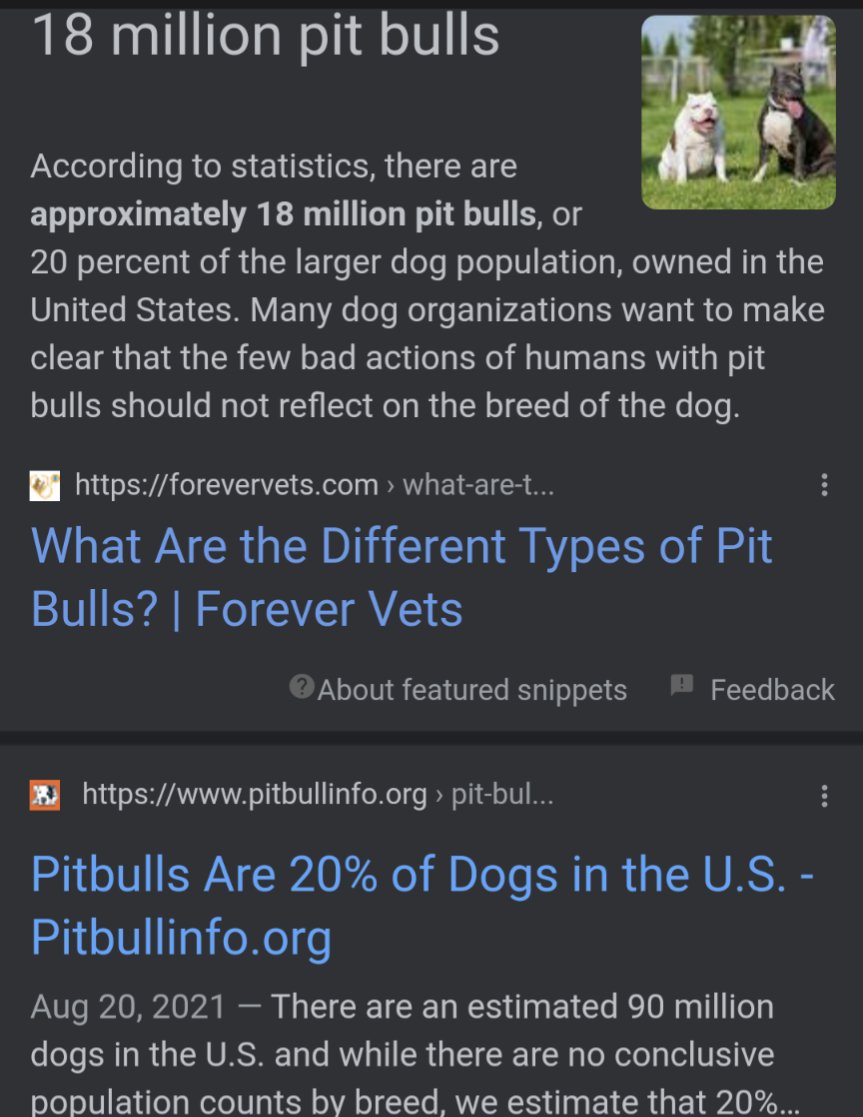 18 million pit bulls
According to statistics, there are
approximately 18 million pit bulls, or
20 percent of the larger dog population, owned in the
United States. Many dog organizations want to make
clear that the few bad actions of humans with pit
bulls should not reflect on the breed of the dog.
https://forevervets.com › what-are-t...
What Are the Different Types of Pit
Bulls? | Forever Vets
About featured snippets Feedback
https://www.pitbullinfo.org › pit-bul...
Pitbulls Are 20% of Dogs in the U.S. -
Pitbullinfo.org
Aug 20, 2021 — There are an estimated 90 million
dogs in the U.S. and while there are no conclusive
population counts by breed, we estimate that 20%...